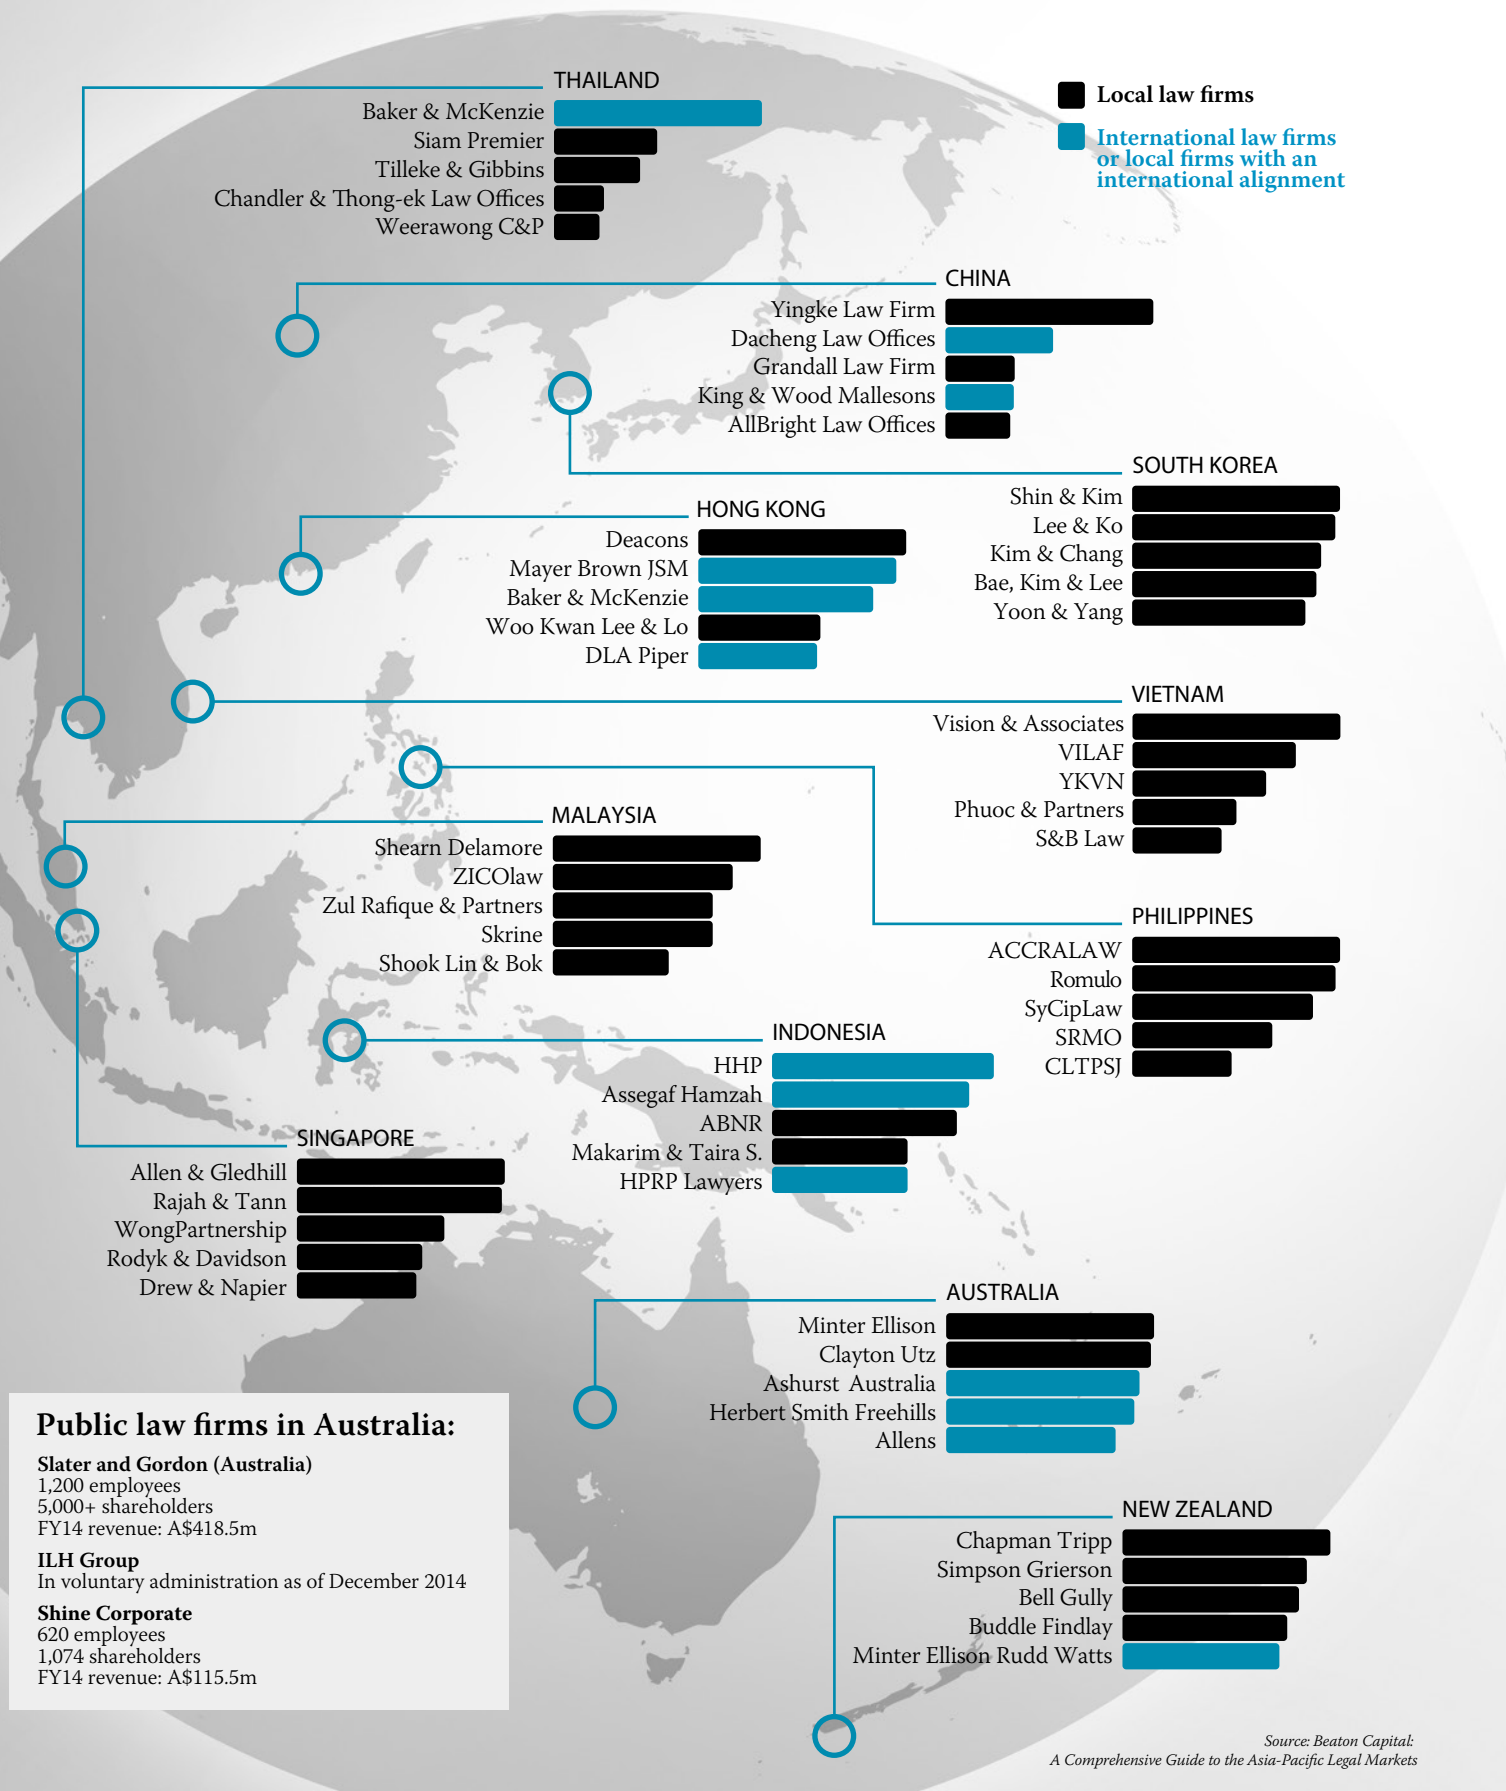 THAILAND
Baker & McKenzie
Siam Premier
Tilleke & Gibbins
Chandler & Thong-ek Law Offices
Weerawong C&P
Local law firms
International law firms
or local firms with an
international alignment
CHINA
Yingke Law Firm
Dacheng Law Offices
Grandall Law Firm
King & Wood Mallesons
AllBright Law Offices
SOUTH KOREA
Shin & Kim
Lee & Ko
Kim & Chang
Bae, Kim & Lee
Yoon & Yang
HONG KONG
Deacons
Mayer Brown JSM
Baker & McKenzie
Woo Kwan Lee & Lo
DLA Piper
VIETNAM
Vision & Associates
VILAF
YKVN
Phuoc & Partners
S&B Law
MALAYSIA
Shearn Delamore
ZICOlaw
Zul Rafique & Partners
Skrine
Shook Lin & Bok
PHILIPPINES
ACCRALAW
Romulo
SyCipLaw
SRMO
CLTPSJ
INDONESIA
HHP
Assegaf Hamzah
ABNR
Makarim & Taira S.
HPRP Lawyers
SINGAPORE
Allen & Gledhill
Rajah & Tann
WongPartnership
Rodyk & Davidson
Drew & Napier
AUSTRALIA
Minter Ellison
Clayton Utz
Ashurst Australia
Herbert Smith Freehills
Allens
Public law firms in Australia:
Slater and Gordon (Australia)
1,200 employees
5,000+ shareholders
FY14 revenue: A$418.5m
ILH Group
In voluntary administration as of December 2014
Shine Corporate
620 employees
1,074 shareholders
FY14 revenue: A$115.5m
NEW ZEALAND
Chapman Tripp
Simpson Grierson
Bell Gully
Buddle Findlay
Minter Ellison Rudd Watts
Source: Beaton Capital:
A Comprehensive Guide to the Asia-Pacific Legal Markets